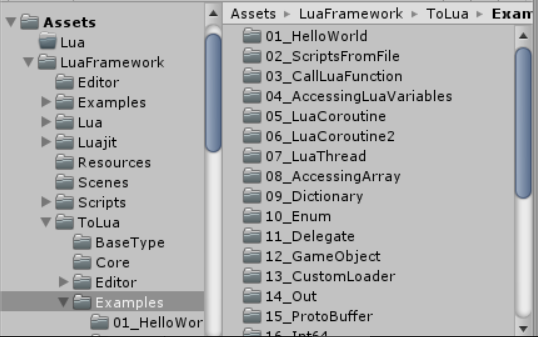 Assets
Lua
LuaFramework
Editor
Examples
Lua
Luajit
Resources
Scenes
Scripts
ToLua
BaseType
Core
Editor
Examples
01_HelloWor
Assets ▸ LuaFramework ▸ ToLua ▸ Exam
01_HelloWorld
02_ScriptsFromFile
03_CallLuaFunction
04_AccessingLuaVariables
05_LuaCoroutine
06_LuaCoroutine2
07_LuaThread
08_AccessingArray
09_Dictionary
10_Enum
11_Delegate
12_GameObject
13_CustomLoader
14_Out
15_ProtoBuffer
16_Int64